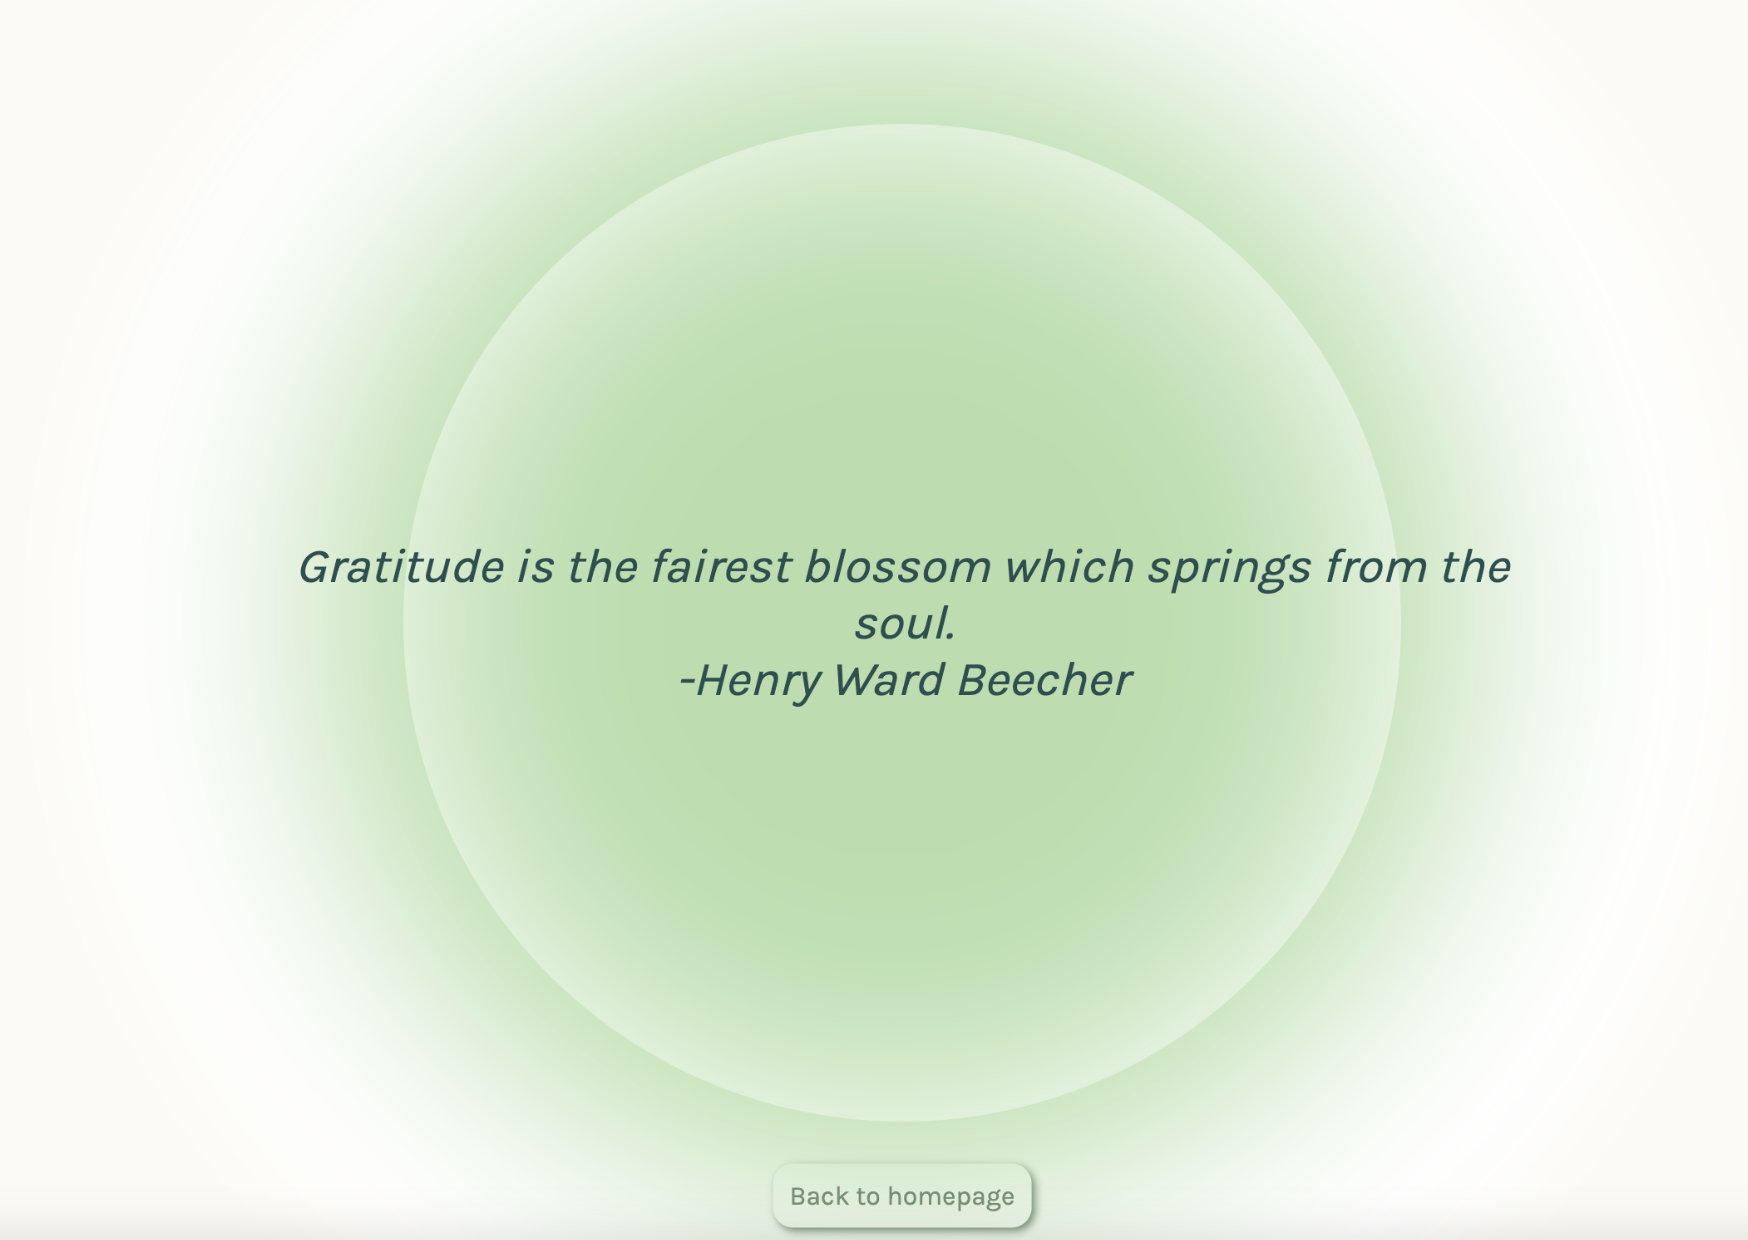 Gratitude is the fairest blossom which springs from the
soul.
-Henry Ward Beecher
Back to homepage